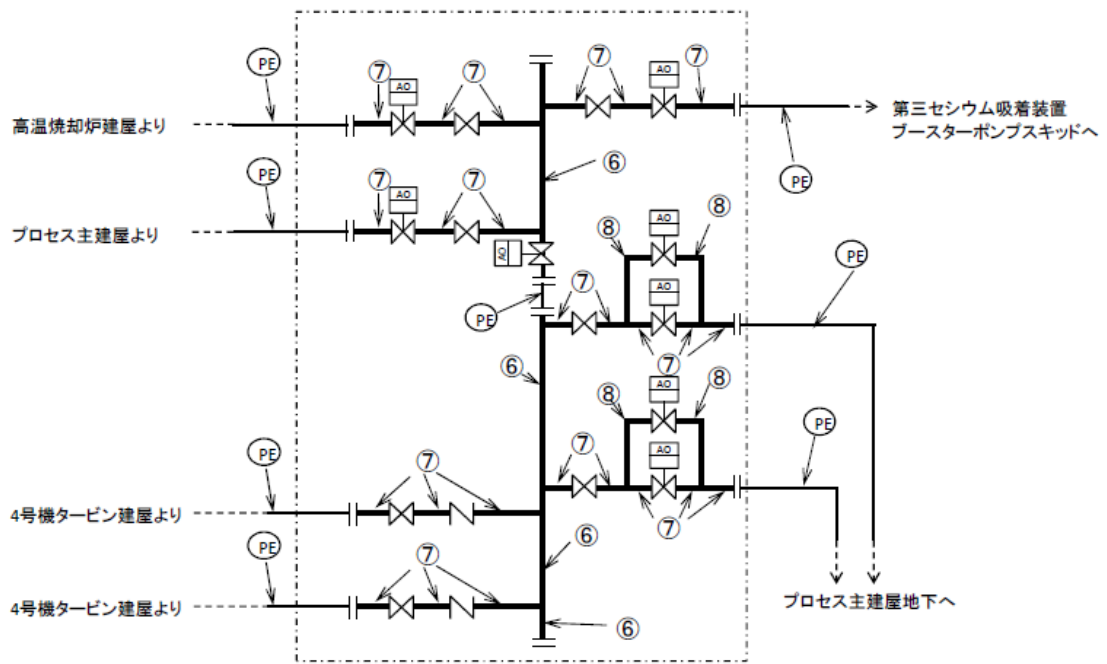 PE
⑦
AO
⑦
高温焼却炉建屋より
⑦
AO
⑦
PE
第三セシウム吸着装置
ブースターポンプスキッドへ
⑥
PE
⑦
AO
⑦
プロセス主建屋より
AO
PE
⑦
⑧
AO
⑧
AO
⑦
PE
⑥
⑦
⑧
AO
⑧
AO
⑦
PE
PE
⑦
4号機タービン建屋より
⑥
PE
⑦
4号機タービン建屋より
⑥
プロセス主建屋地下へ